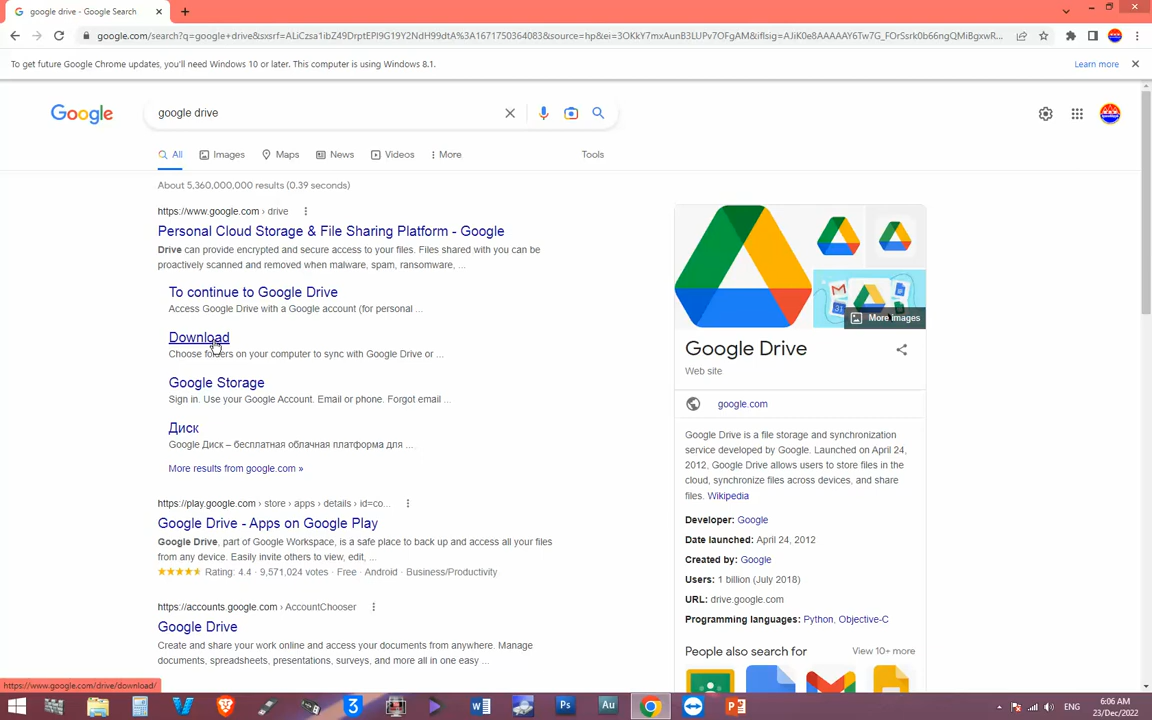 google drive - Google Search
google.com/search?q=google+drive&sxsrf=ALiCzsa1ibZ49DrptEPI9G19Y2NdwHrH99dtA%3A1671750364083&source=hp&ei=3OKkY7mxAunB3LUPv7OFgAM&iflsig=AJiK0e8AAAAAY6Tw7G_FOrSsrk0b66ngQMiBgxwR...
To get future Google Chrome updates, you'll need Windows 10 or later. This computer is using Windows 8.1.
Learn more
Google
google drive
All
Images
Maps
News
Videos
More
Tools
About 5,360,000,000 results (0.39 seconds)
https://www.google.com › drive
Personal Cloud Storage & File Sharing Platform - Google
Drive can provide encrypted and secure access to your files. Files shared with you can be
proactively scanned and removed when malware, spam, ransomware, ...
To continue to Google Drive
Access Google Drive with a Google account (for personal ...
Download
Choose folders on your computer to sync with Google Drive or ...
Google Storage
Sign in. Use your Google Account. Email or phone. Forgot email ...
Диск
Google Диск – бесплатная облачная платформа для ...
More results from google.com »
https://play.google.com › store › apps › details › id=co...
Google Drive - Apps on Google Play
Google Drive, part of Google Workspace, is a safe place to back up and access all your files
from any device. Easily invite others to view, edit, ...
Rating: 4.4 · 9,571,024 votes · Free · Android · Business/Productivity
https://accounts.google.com › AccountChooser
Google Drive
Create and share your work online and access your documents from anywhere. Manage
documents, spreadsheets, presentations, surveys, and more all in one easy ...
More images
Google Drive
Web site
google.com
Google Drive is a file storage and synchronization
service developed by Google. Launched on April 24,
2012, Google Drive allows users to store files in the
cloud, synchronize files across devices, and share
files. Wikipedia
Developer: Google
Date launched: April 24, 2012
Created by: Google
Users: 1 billion (July 2018)
URL: drive.google.com
Programming languages: Python, Objective-C
People also search for
View 10+ more
https://www.google.com/drive/download/
ENG
6:06 AM
23/Dec/2022